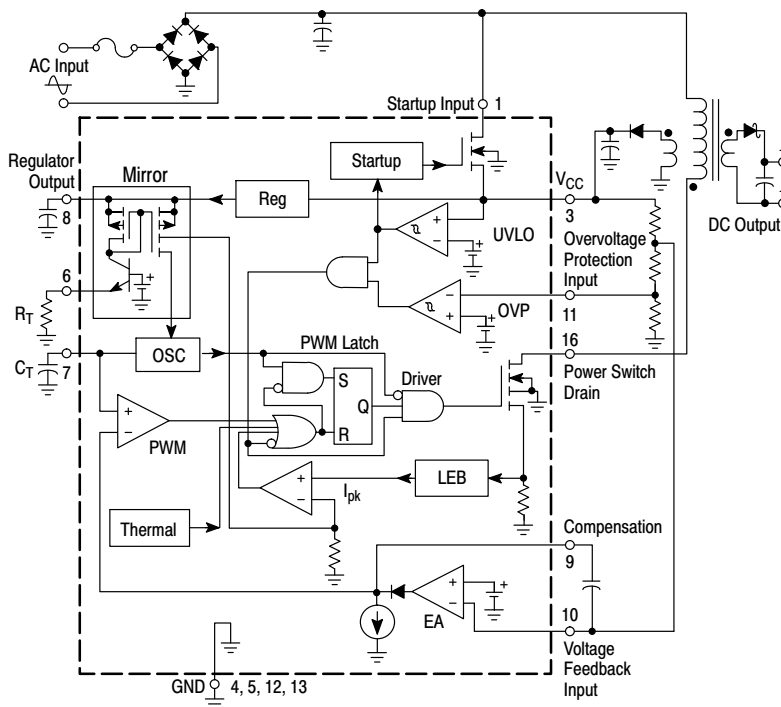 AC Input
Startup Input
1
Regulator
Output
8
Mirror
Startup
Reg
VCC
3
DC Output
UVLO
Overvoltage
Protection
Input
11
6
RT
OVP
16
Power Switch
Drain
CT
7
OSC
PWM Latch
Driver
S
Q
R
+
−
PWM
Ipk
LEB
+
−
Thermal
Compensation
9
EA
10
Voltage
Feedback
Input
GND
4, 5, 12, 13